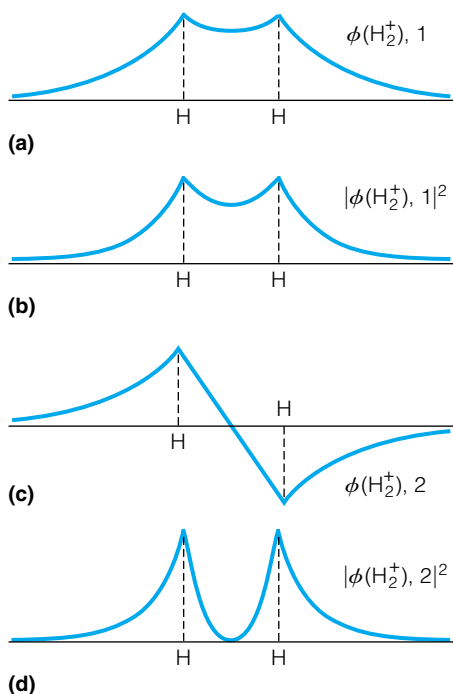 ϕ(H₂⁺), 1
H H
(a)
|ϕ(H₂⁺), 1|²
H H
(b)
H
H
ϕ(H₂⁺), 2
(c)
|ϕ(H₂⁺), 2|²
H H
(d)